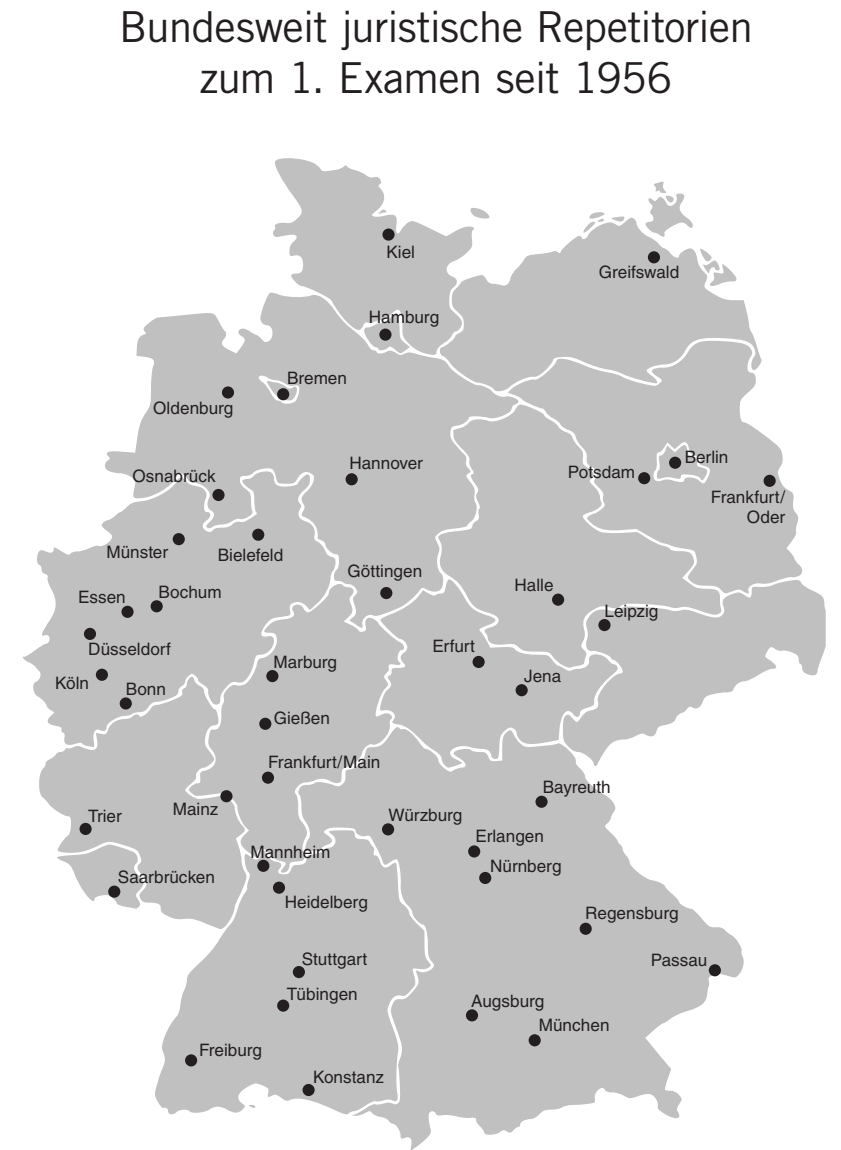 Bundesweit juristische Repetitorien
zum 1. Examen seit 1956
Kiel
Greifswald
Hamburg
Bremen
Oldenburg
Hannover
Berlin
Potsdam
Osnabrück
Frankfurt/
Oder
Münster
Bielefeld
Göttingen
Halle
Essen
Bochum
Leipzig
Düsseldorf
Erfurt
Marburg
Jena
Köln
Bonn
Gießen
Frankfurt/Main
Bayreuth
Mainz
Trier
Würzburg
Erlangen
Mannheim
Nürnberg
Saarbrücken
Heidelberg
Regensburg
Stuttgart
Passau
Tübingen
Augsburg
München
Freiburg
Konstanz